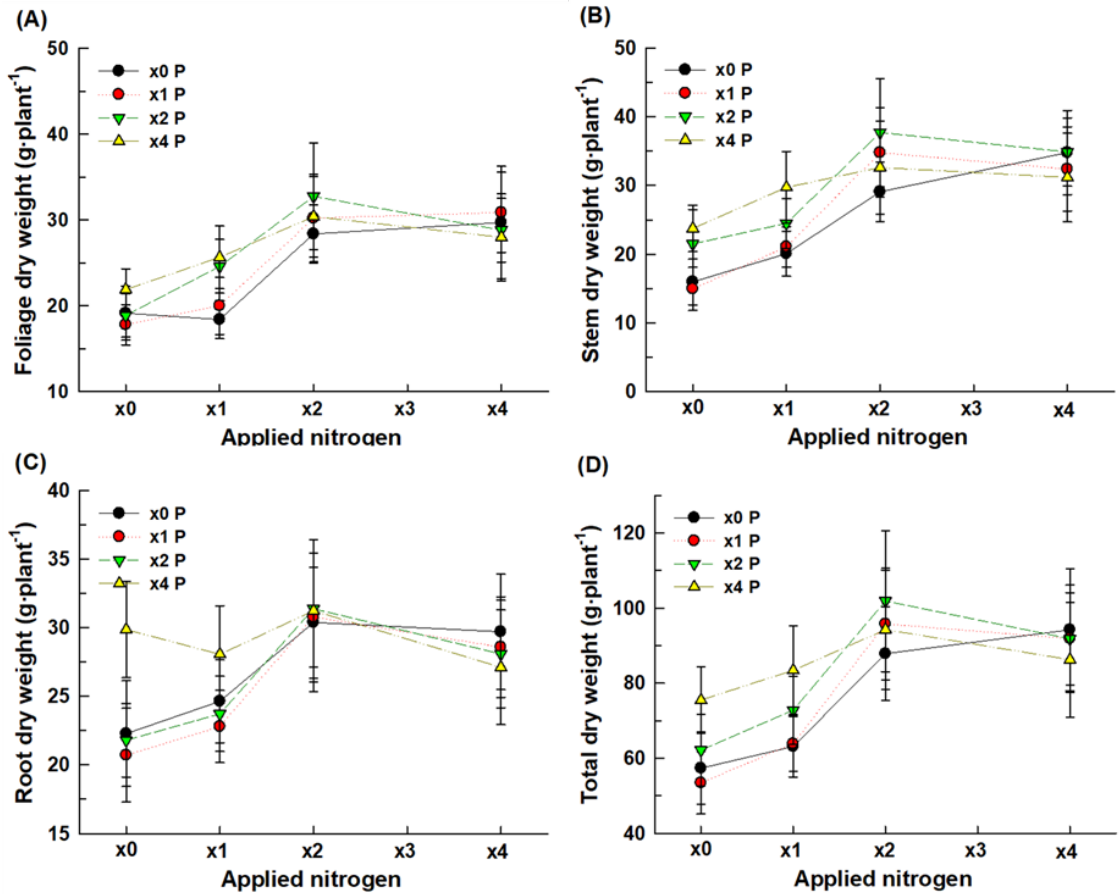 (A)
Foliage dry weight (g·plant⁻¹)
50
40
30
20
10
x0 P
x1 P
x2 P
x4 P
x0 x1 x2 x3 x4
Applied nitrogen
(B)
Stem dry weight (g·plant⁻¹)
50
40
30
20
10
0
x0 P
x1 P
x2 P
x4 P
x0 x1 x2 x3 x4
Applied nitrogen
(C)
Root dry weight (g·plant⁻¹)
40
35
30
25
20
15
x0 P
x1 P
x2 P
x4 P
x0 x1 x2 x3 x4
Applied nitrogen
(D)
Total dry weight (g·plant⁻¹)
120
100
80
60
40
x0 P
x1 P
x2 P
x4 P
x0 x1 x2 x3 x4
Applied nitrogen